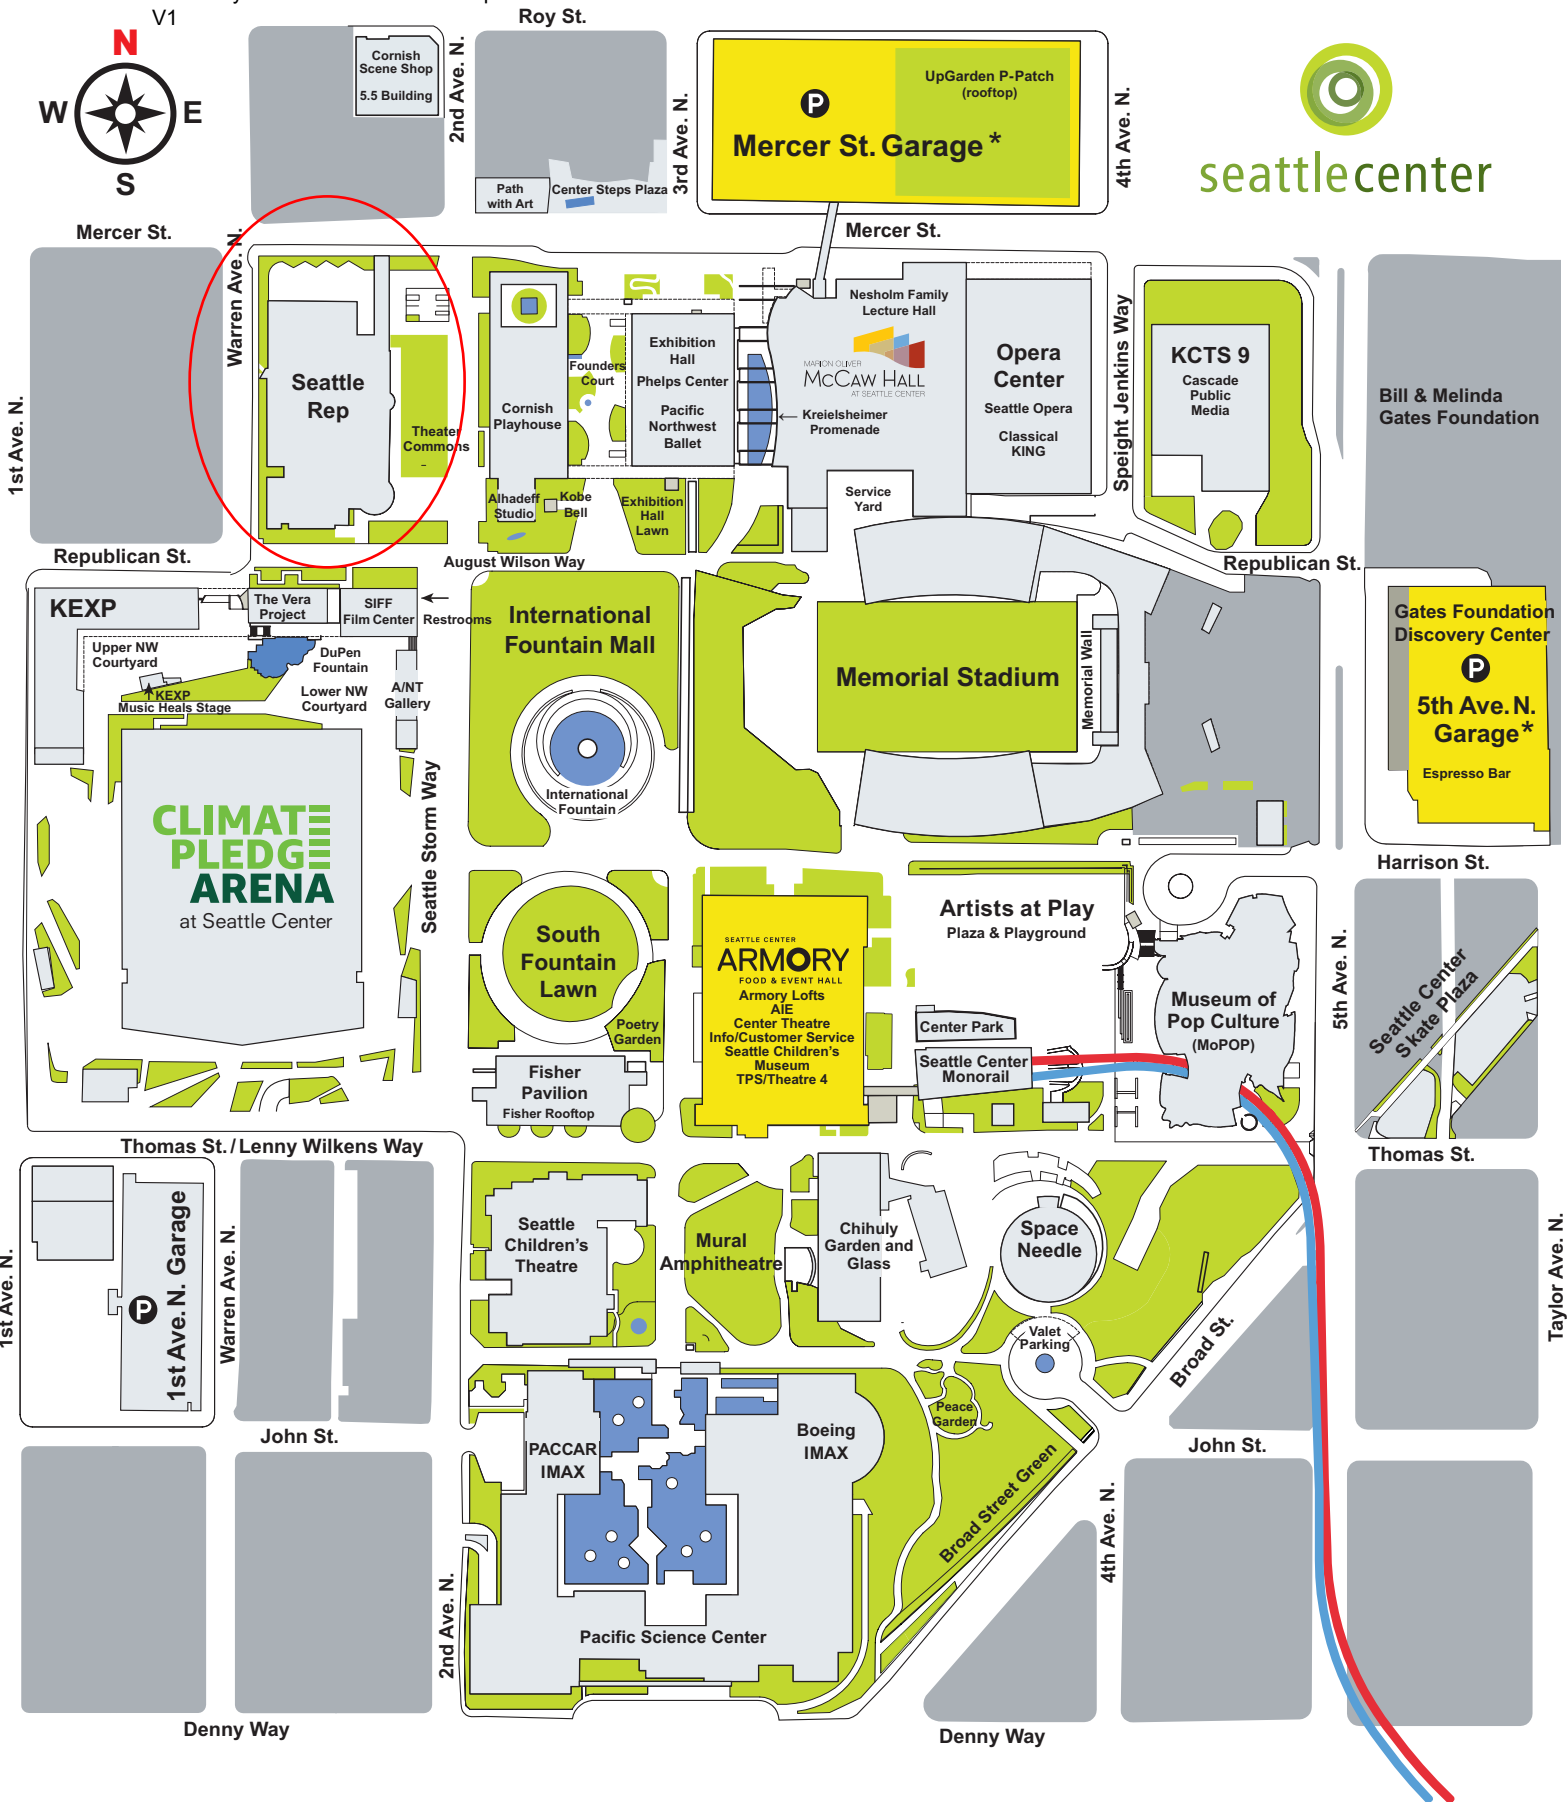 V1
N
W
E
S
Roy St.
Cornish
Scene Shop
5.5 Building
2nd Ave. N.
3rd Ave. N.
4th Ave. N.
UpGarden P-Patch
(rooftop)
P
Mercer St. Garage *
seattlecenter
Path
with Art
Center Steps Plaza
Mercer St.
Mercer St.
Warren Ave. N.
1st Ave. N.
Seattle
Rep
Theater
Commons
Cornish
Playhouse
Founders
Court
Exhibition
Hall
Phelps Center
Pacific
Northwest
Ballet
Nesholm Family
Lecture Hall
MARION OLIVER
McCAW HALL
AT SEATTLE CENTER
Kreielsheimer
Promenade
Opera
Center
Seattle Opera
Classical
KING
Speight Jenkins Way
KCTS 9
Cascade
Public
Media
Bill & Melinda
Gates Foundation
Alhadeff
Studio
Kobe
Bell
Exhibition
Hall
Lawn
Service
Yard
Republican St.
August Wilson Way
Republican St.
KEXP
The Vera
Project
SIFF
Film Center
Restrooms
Upper NW
Courtyard
DuPen
Fountain
KEXP
Music Heals Stage
Lower NW
Courtyard
A/NT
Gallery
International
Fountain Mall
International
Fountain
Memorial Stadium
Memorial Wall
Gates Foundation
Discovery Center
P
5th Ave. N.
Garage*
Espresso Bar
CLIMATE
PLEDGE
ARENA
at Seattle Center
Seattle Storm Way
Harrison St.
South
Fountain
Lawn
Poetry
Garden
SEATTLE CENTER
ARMORY
FOOD & EVENT HALL
Armory Lofts
AIE
Center Theatre
Info/Customer Service
Seattle Children's
Museum
TPS/Theatre 4
Artists at Play
Plaza & Playground
Center Park
Seattle Center
Monorail
Museum of
Pop Culture
(MoPOP)
5th Ave. N.
Seattle Center
Skate Plaza
Fisher
Pavilion
Fisher Rooftop
Thomas St. / Lenny Wilkens Way
Thomas St.
1st Ave. N.
P
1st Ave. N. Garage
Warren Ave. N.
Seattle
Children's
Theatre
Mural
Amphitheatre
Chihuly
Garden and
Glass
Space
Needle
Valet
Parking
Broad St.
Taylor Ave. N.
John St.
PACCAR
IMAX
Boeing
IMAX
Peace
Garden
Broad Street Green
John St.
4th Ave. N.
2nd Ave. N.
Pacific Science Center
Denny Way
Denny Way